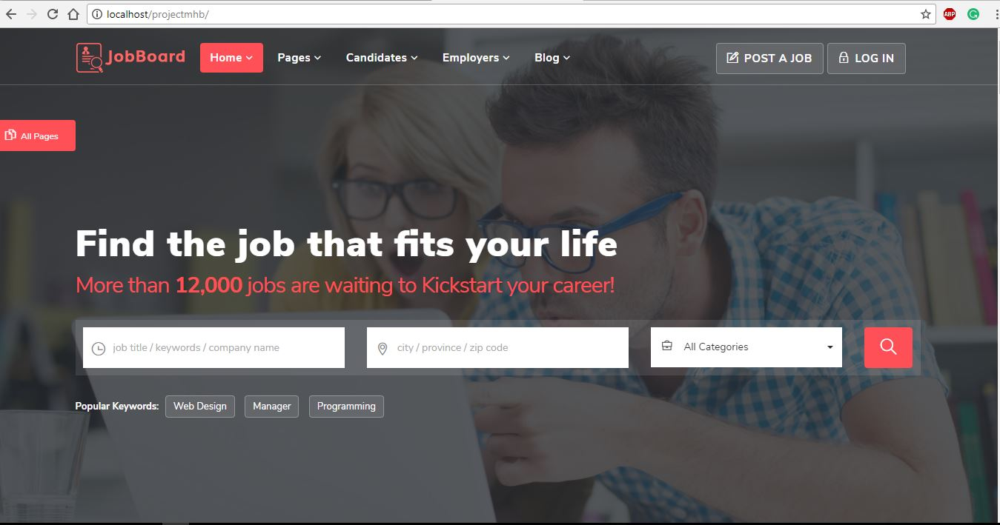 localhost/projectmhb/
ABP
JobBoard
Home
Pages
Candidates
Employers
Blog
POST A JOB
LOG IN
All Pages
Find the job that fits your life
More than 12,000 jobs are waiting to Kickstart your career!
job title / keywords / company name
city / province / zip code
All Categories
Popular Keywords: Web Design Manager Programming